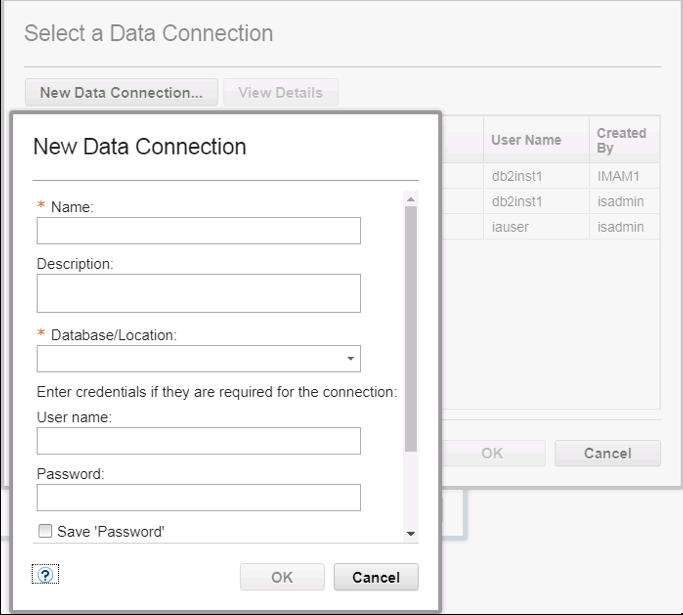 Select a Data Connection
New Data Connection... View Details
User Name Created By
db2inst1 IMAM1
db2inst1 isadmin
iauser isadmin
OK Cancel
New Data Connection
* Name:
Description:
* Database/Location:
Enter credentials if they are required for the connection:
User name:
Password:
Save 'Password'
? OK Cancel